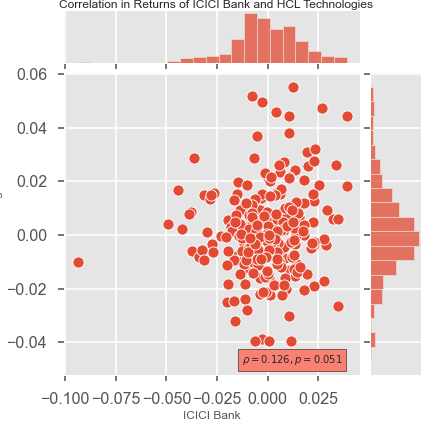 Correlation in Returns of ICICI Bank and HCL Technologies
0.06
0.04
0.02
0.00
−0.02
−0.04
ρ = 0.126, p = 0.051
−0.100 −0.075 −0.050 −0.025 0.000 0.025
ICICI Bank